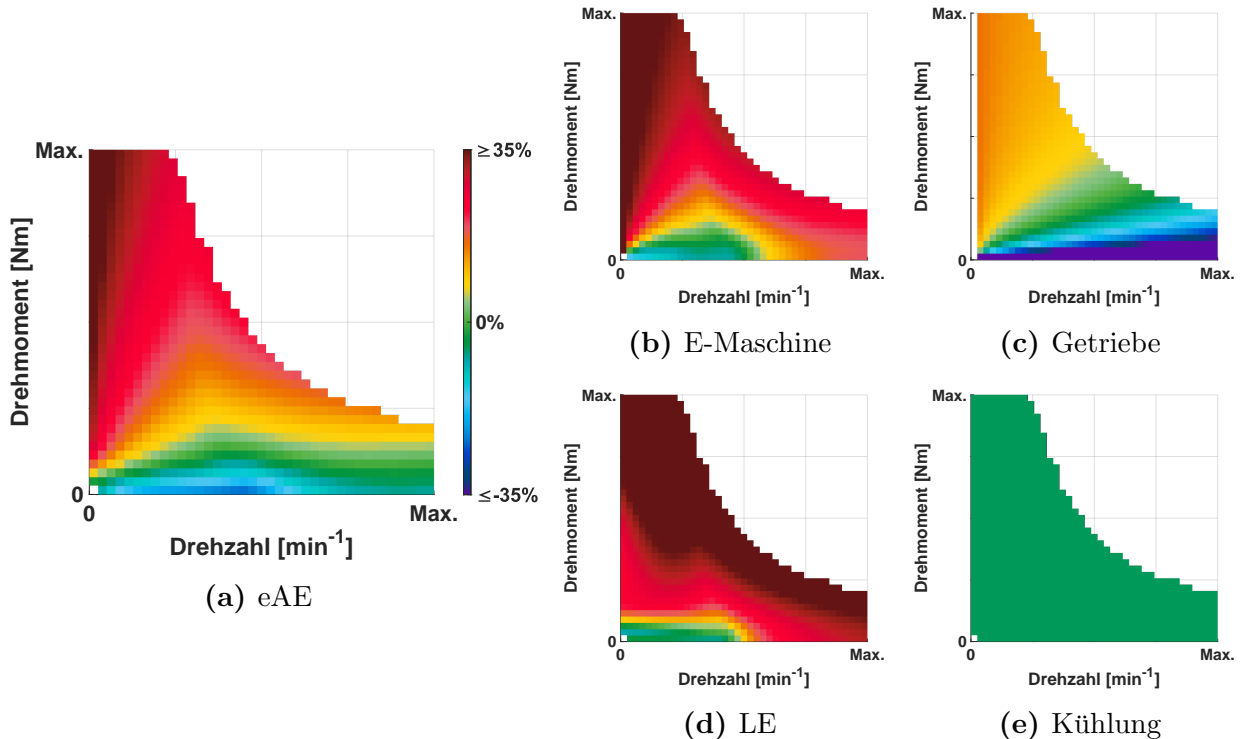 Max.
Drehmoment [Nm]
0
0
Max.
Drehzahl [min-1]
≥35%
0%
≤-35%
(a) eAE
Max.
Drehmoment [Nm]
0
0
Max.
Drehzahl [min-1]
(b) E-Maschine
Max.
Drehmoment [Nm]
0
0
Max.
Drehzahl [min-1]
(c) Getriebe
Max.
Drehmoment [Nm]
0
0
Max.
Drehzahl [min-1]
(d) LE
Max.
Drehmoment [Nm]
0
0
Max.
Drehzahl [min-1]
(e) Kühlung